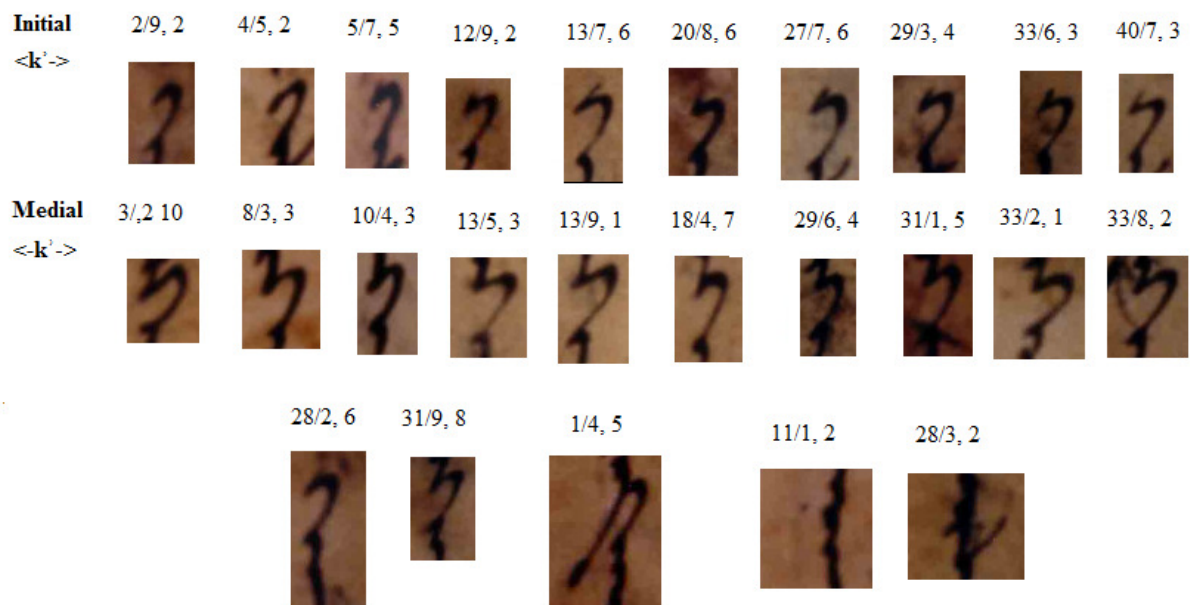 Initial 2/9, 2 4/5, 2 5/7, 5 12/9, 2 13/7, 6 20/8, 6 27/7, 6 29/3, 4 33/6, 3 40/7, 3
<k’->
Medial 3/,2 10 8/3, 3 10/4, 3 13/5, 3 13/9, 1 18/4, 7 29/6, 4 31/1, 5 33/2, 1 33/8, 2
<-k’->
28/2, 6 31/9, 8 1/4, 5 11/1, 2 28/3, 2